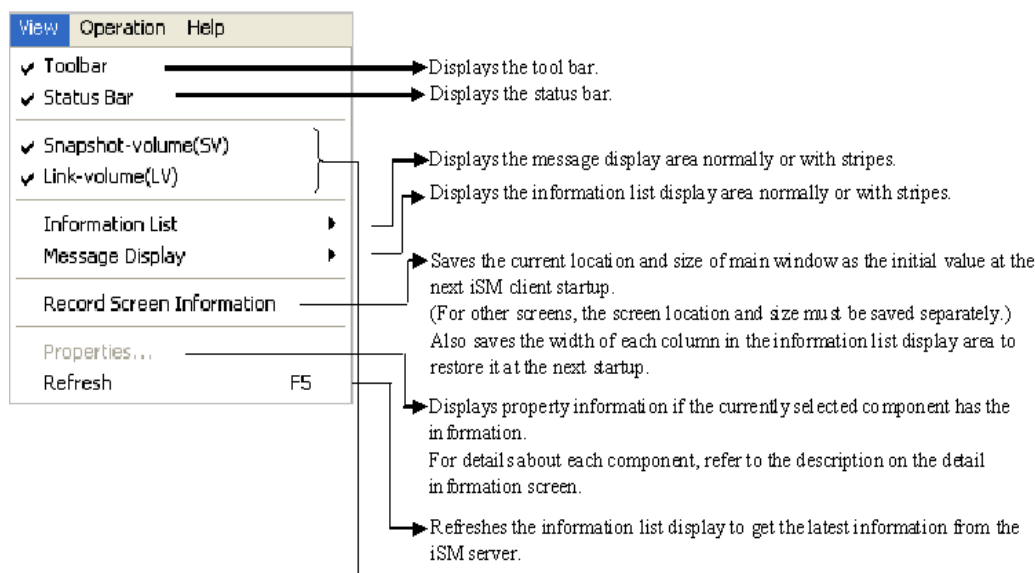 View Operation Help
Toolbar
Status Bar
Snapshot-volume(SV)
Link-volume(LV)
Information List
Message Display
Record Screen Information
Properties...
Refresh F5
Displays the tool bar.
Displays the status bar.
Displays the message display area normally or with stripes.
Displays the information list display area normally or with stripes.
Saves the current location and size of main window as the initial value at the
next iSM client startup.
(For other screens, the screen location and size must be saved separately.)
Also saves the width of each column in the information list display area to
restore it at the next startup.
Displays property information if the currently selected component has the
information.
For details about each component, refer to the description on the detail
information screen.
Refreshes the information list display to get the latest information from the
iSM server.